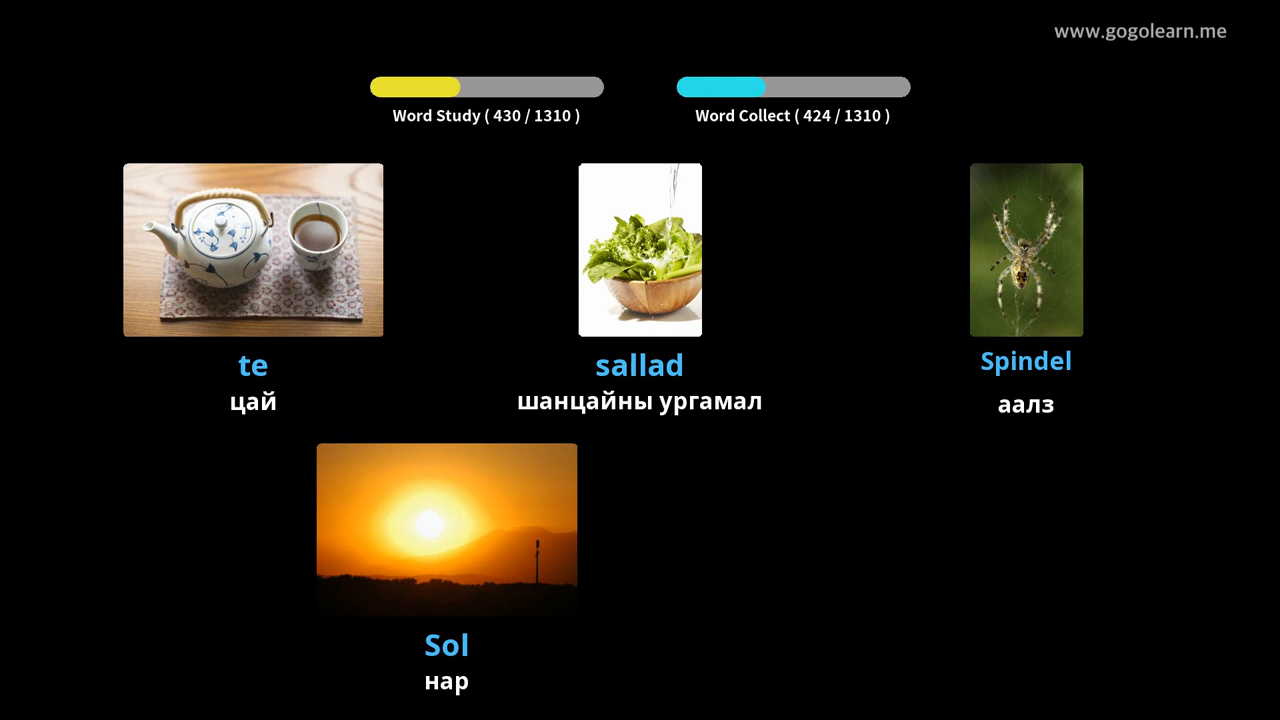 www.gogolearn.me
Word Study ( 430 / 1310 )
Word Collect ( 424 / 1310 )
te
цай
sallad
шанцайны ургамал
Spindel
аалз
Sol
нар